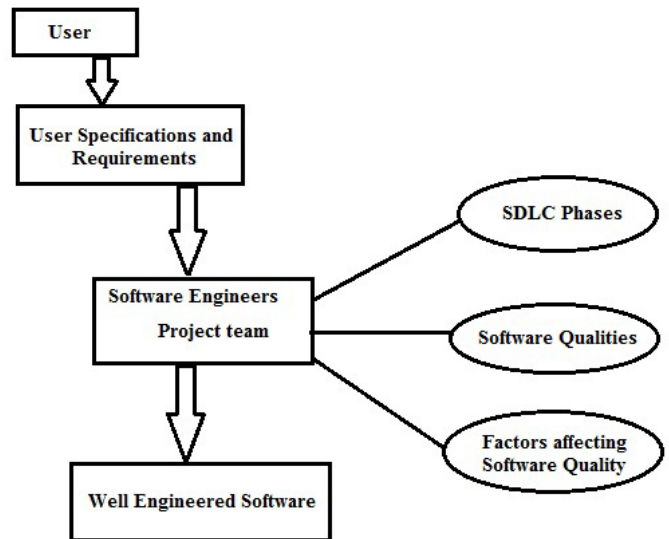 User
User Specifications and
Requirements
SDLC Phases
Software Engineers
Project team
Software Qualities
Factors affecting
Software Quality
Well Engineered Software